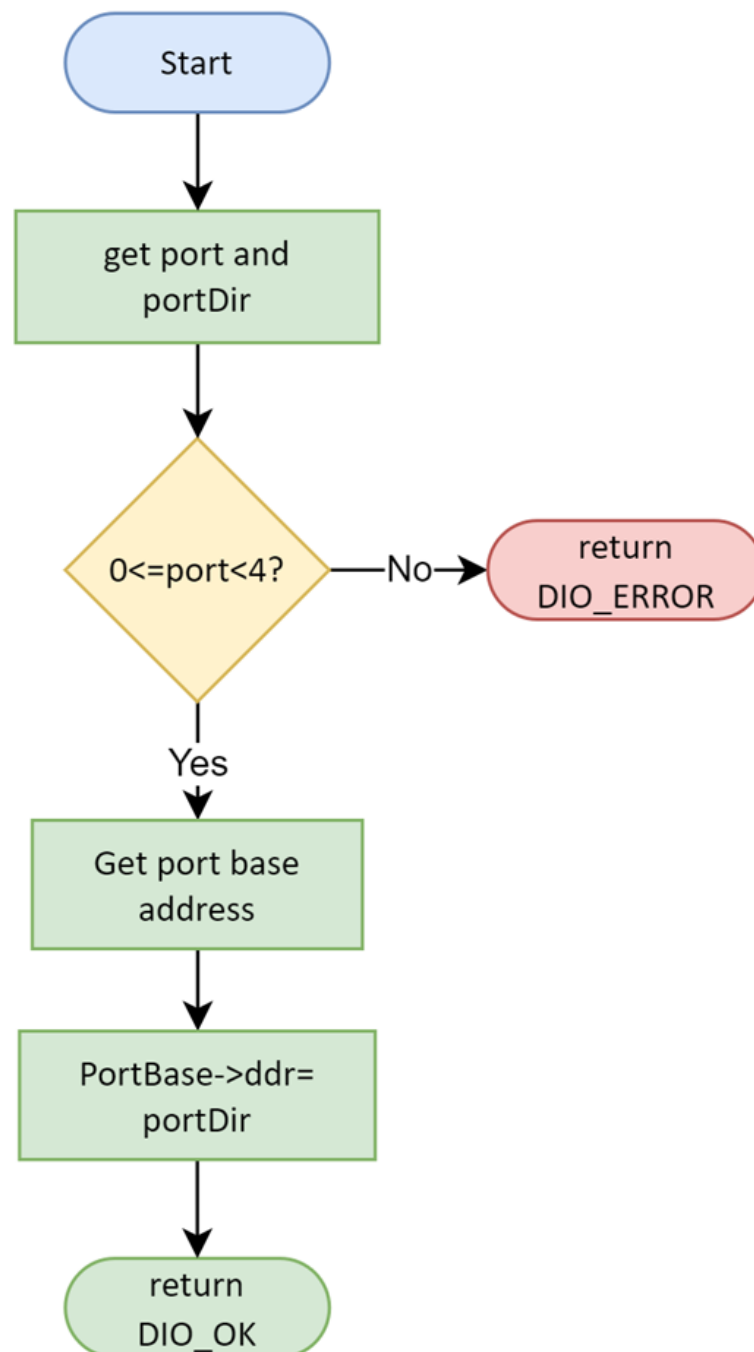 Start
get port and
portDir
0<=port<4?
No
return
DIO_ERROR
Yes
Get port base
address
PortBase->ddr=
portDir
return
DIO_OK